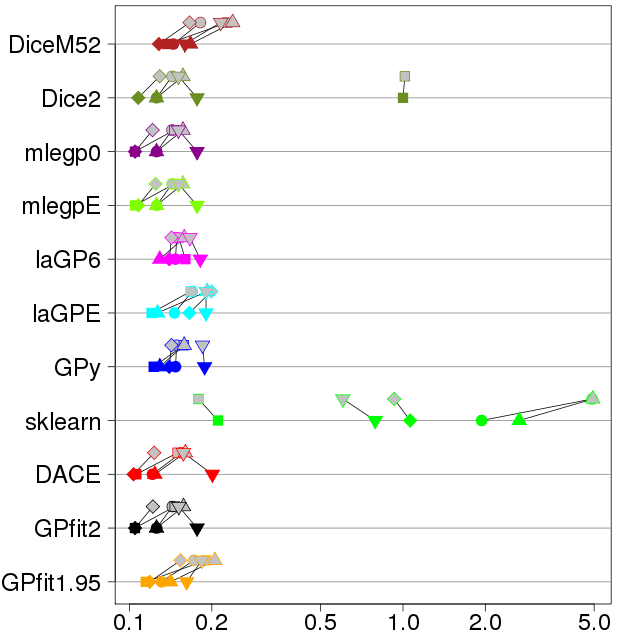 DiceM52
Dice2
mlegp0
mlegpE
laGP6
laGPE
GPy
sklearn
DACE
GPfit2
GPfit1.95
0.1 0.2 0.5 1.0 2.0 5.0